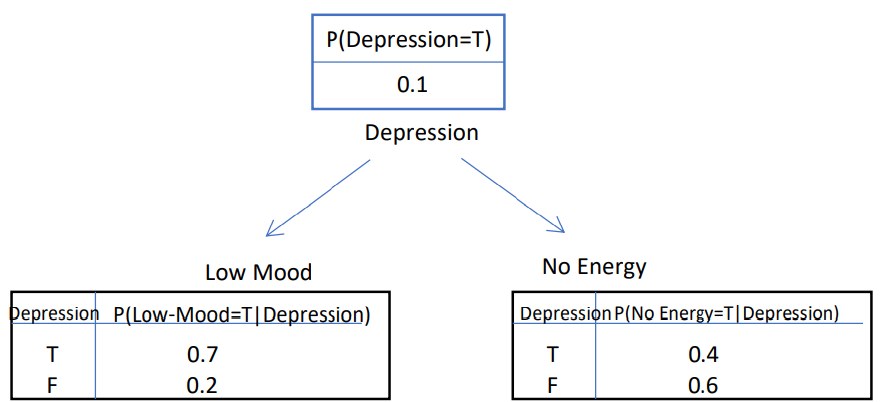 P(Depression=T)
0.1
Depression
Low Mood
No Energy
Depression P(Low-Mood=T|Depression)
T 0.7
F 0.2
Depression P(No Energy=T|Depression)
T 0.4
F 0.6